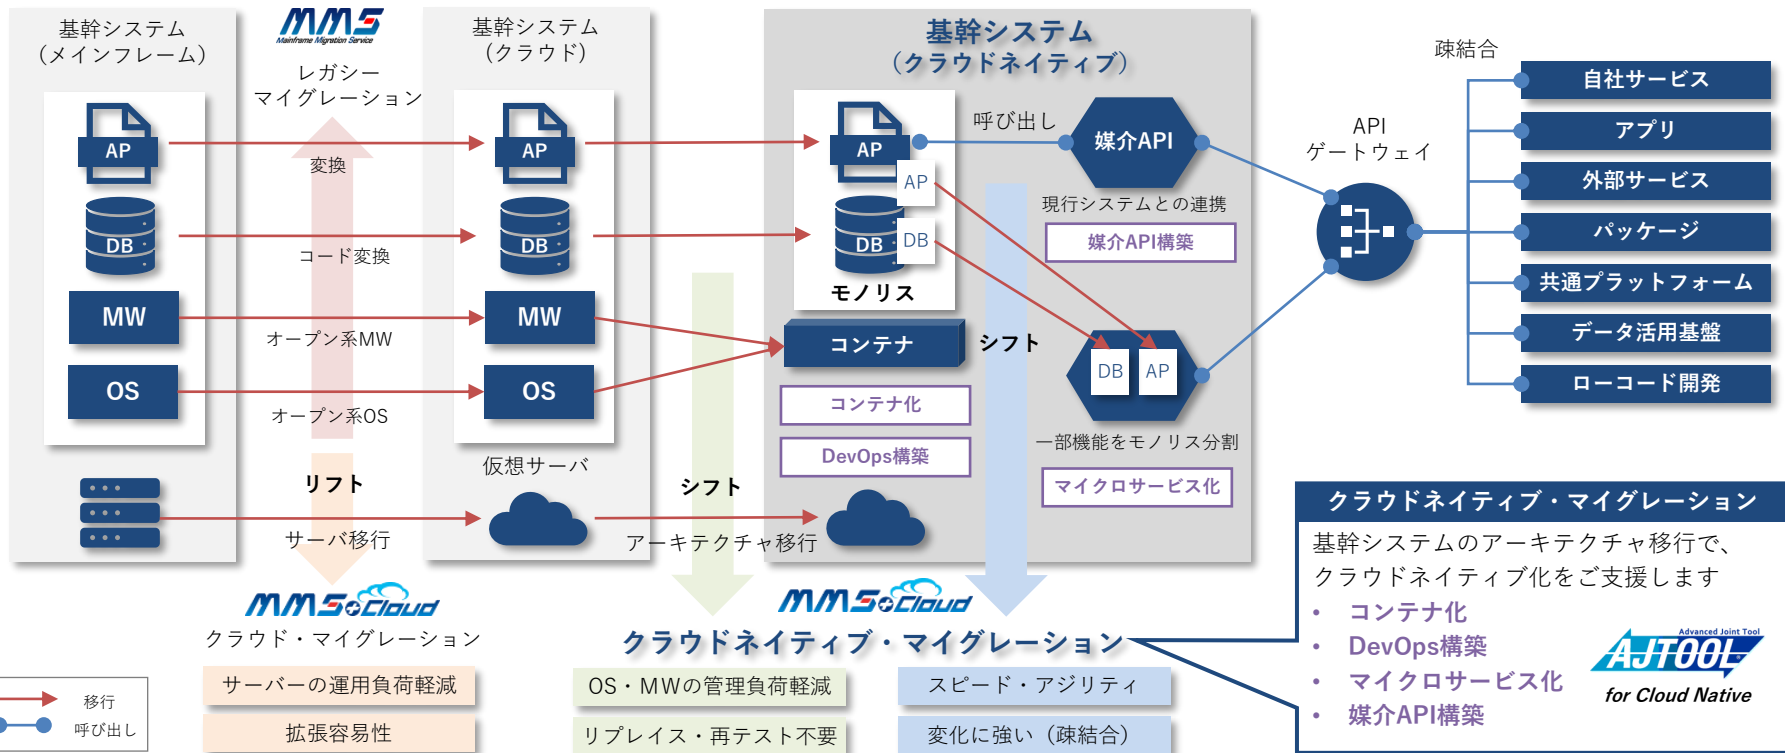 基幹システム
（メインフレーム）
MMS
Mainframe Migration Service
レガシー
マイグレーション
基幹システム
（クラウド）
基幹システム
（クラウドネイティブ）
疎結合
AP
変換
AP
AP
AP
呼び出し
媒介API
API
ゲートウェイ
自社サービス
アプリ
外部サービス
パッケージ
共通プラットフォーム
データ活用基盤
ローコード開発
DB
コード変換
DB
DB
DB
現行システムとの連携
媒介API構築
モノリス
MW
オープン系MW
MW
コンテナ
シフト
DB
AP
OS
オープン系OS
OS
コンテナ化
DevOps構築
一部機能をモノリス分割
マイクロサービス化
リフト
サーバ移行
仮想サーバ
シフト
アーキテクチャ移行
MMS Cloud
クラウド・マイグレーション
サーバーの運用負荷軽減
拡張容易性
MMS Cloud
クラウドネイティブ・マイグレーション
OS・MWの管理負荷軽減
リプレイス・再テスト不要
スピード・アジリティ
変化に強い（疎結合）
クラウドネイティブ・マイグレーション
基幹システムのアーキテクチャ移行で、
クラウドネイティブ化をご支援します
• コンテナ化
• DevOps構築
• マイクロサービス化
• 媒介API構築
Advanced Joint Tool
AJTOOL
for Cloud Native
移行
呼び出し